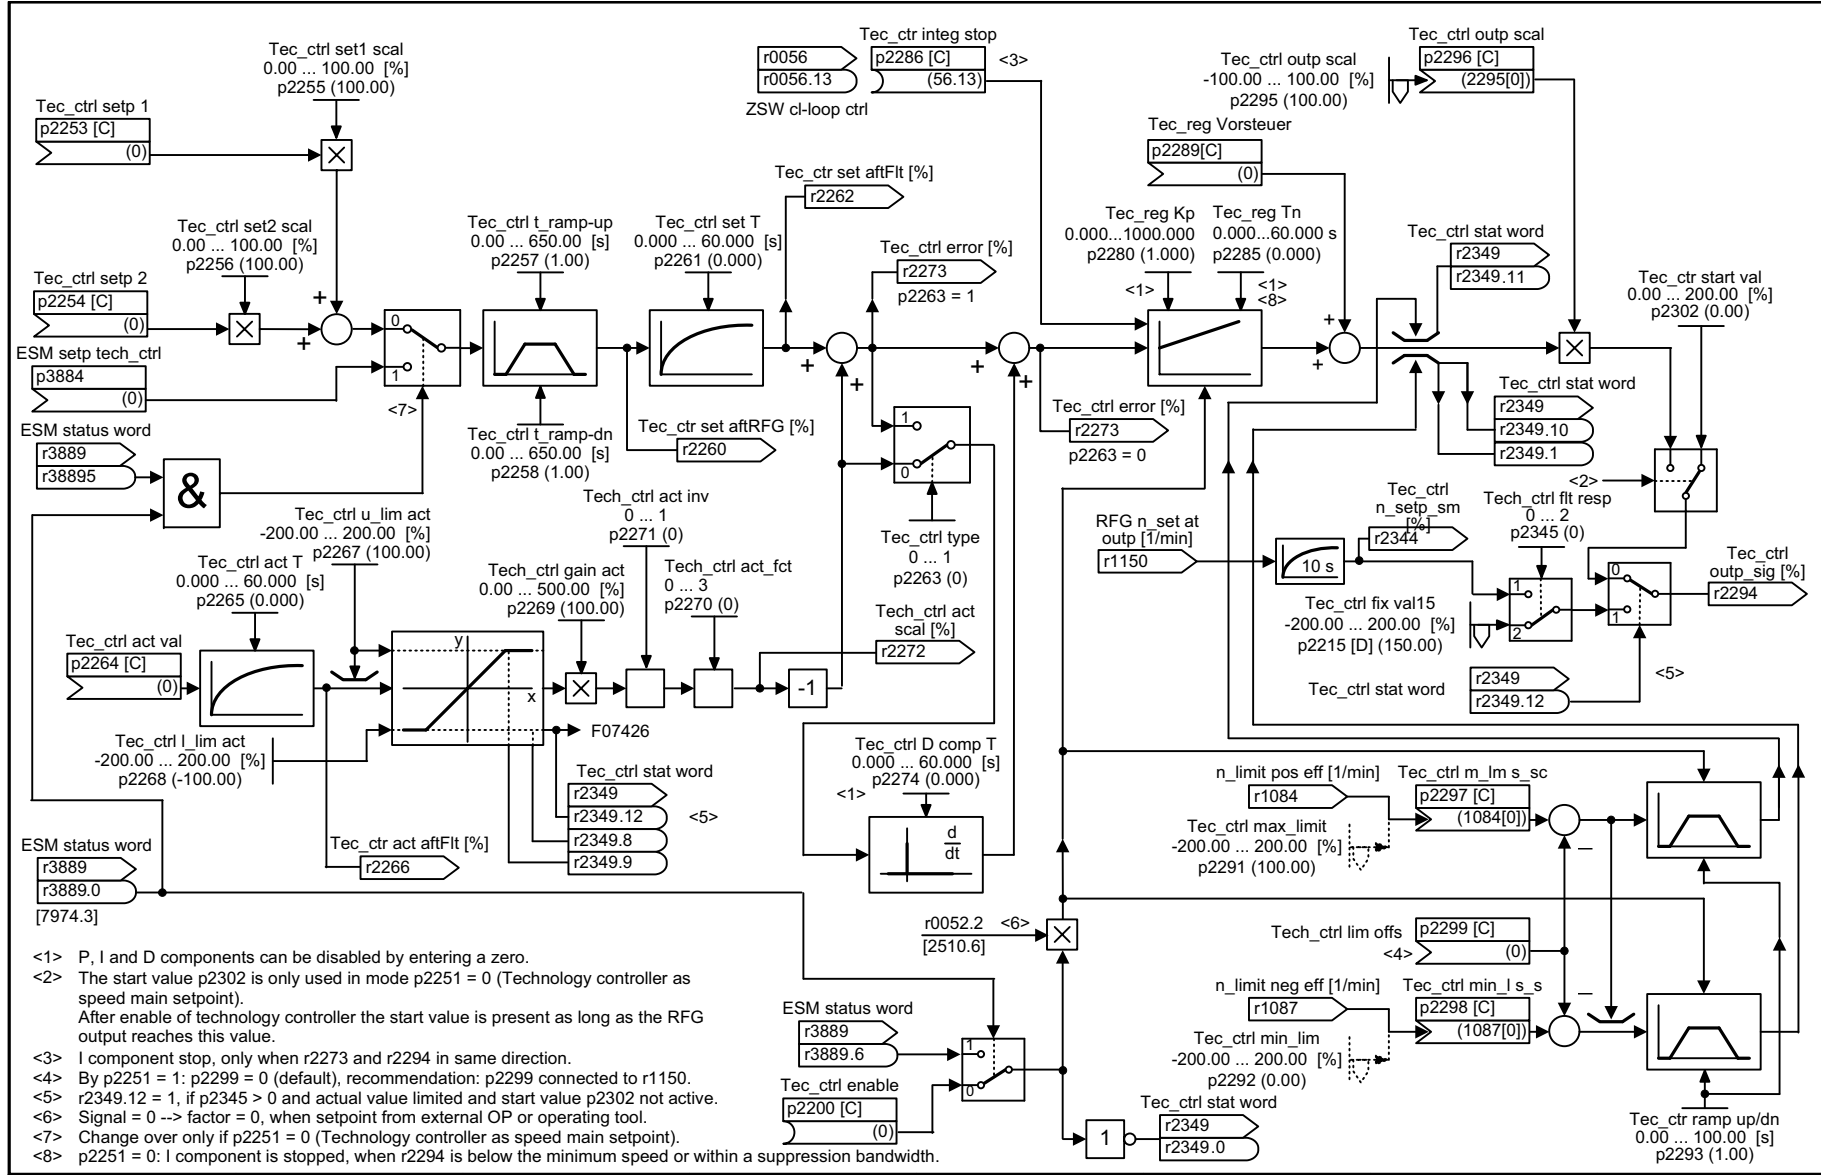 Tec_ctrl set1 scal
0.00 ... 100.00 [%]
p2255 (100.00)
Tec_ctrl setp 1
p2253 [C]
(0)
Tec_ctrl set2 scal
0.00 ... 100.00 [%]
p2256 (100.00)
Tec_ctrl setp 2
p2254 [C]
(0)
+
+
ESM setp tech_ctrl
p3884
(0)
0
1
<7>
ESM status word
r3889
r38895
&
Tec_ctrl t_ramp-up
0.00 ... 650.00 [s]
p2257 (1.00)
Tec_ctrl t_ramp-dn
0.00 ... 650.00 [s]
p2258 (1.00)
Tec_ctrl set T
0.000 ... 60.000 [s]
p2261 (0.000)
Tec_ctr set aftRFG [%]
r2260
Tec_ctr set aftFlt [%]
r2262
r0056
r0056.13
ZSW cl-loop ctrl
Tec_ctr integ stop
p2286 [C]
(56.13)
<3>
Tec_ctrl error [%]
r2273
p2263 = 1
+
+
+
+
1
0
Tec_ctrl type
0 ... 1
p2263 (0)
Tec_ctrl error [%]
r2273
p2263 = 0
Tec_reg Kp
0.000...1000.000
p2280 (1.000)
<1>
Tec_reg Tn
0.000...60.000 s
p2285 (0.000)
<1>
<8>
Tec_reg Vorsteuer
p2289[C]
(0)
+
+
Tec_ctrl outp scal
-100.00 ... 100.00 [%]
p2295 (100.00)
Tec_ctrl outp scal
p2296 [C]
(2295[0])
Tec_ctrl stat word
r2349
r2349.11
Tec_ctr start val
0.00 ... 200.00 [%]
p2302 (0.00)
Tec_ctrl stat word
r2349
r2349.10
r2349.1
<2>
RFG n_set at
outp [1/min]
r1150
10 s
Tec_ctrl
n_setp_sm
[%]
r2344
Tech_ctrl flt resp
0 ... 2
p2345 (0)
1
2
Tec_ctrl fix val15
-200.00 ... 200.00 [%]
p2215 [D] (150.00)
0
1
Tec_ctrl
outp_sig [%]
r2294
<5>
Tec_ctrl stat word
r2349
r2349.12
Tec_ctrl u_lim act
-200.00 ... 200.00 [%]
p2267 (100.00)
Tec_ctrl act T
0.000 ... 60.000 [s]
p2265 (0.000)
Tec_ctrl act val
p2264 [C]
(0)
Tec_ctrl l_lim act
-200.00 ... 200.00 [%]
p2268 (-100.00)
y
x
Tech_ctrl gain act
0.00 ... 500.00 [%]
p2269 (100.00)
Tech_ctrl act inv
0 ... 1
p2271 (0)
Tech_ctrl act_fct
0 ... 3
p2270 (0)
Tech_ctrl act
scal [%]
r2272
-1
F07426
Tec_ctrl stat word
r2349
r2349.12
r2349.8
r2349.9
<5>
Tec_ctr act aftFlt [%]
r2266
Tec_ctrl D comp T
0.000 ... 60.000 [s]
p2274 (0.000)
<1>
d
dt
ESM status word
r3889
r3889.0
[7974.3]
r0052.2 <6>
[2510.6]
ESM status word
r3889
r3889.6
Tec_ctrl enable
p2200 [C]
(0)
1
0
1
Tec_ctrl stat word
r2349
r2349.0
n_limit pos eff [1/min]
r1084
Tec_ctrl m_lm s_sc
p2297 [C]
(1084[0])
Tec_ctrl max_limit
-200.00 ... 200.00 [%]
p2291 (100.00)
—
Tech_ctrl lim offs
<4>
p2299 [C]
(0)
—
n_limit neg eff [1/min]
r1087
Tec_ctrl min_l s_s
p2298 [C]
(1087[0])
Tec_ctrl min_lim
-200.00 ... 200.00 [%]
p2292 (0.00)
Tec_ctr ramp up/dn
0.00 ... 100.00 [s]
p2293 (1.00)
<1> P, I and D components can be disabled by entering a zero.
<2> The start value p2302 is only used in mode p2251 = 0 (Technology controller as
speed main setpoint).
After enable of technology controller the start value is present as long as the RFG
output reaches this value.
<3> I component stop, only when r2273 and r2294 in same direction.
<4> By p2251 = 1: p2299 = 0 (default), recommendation: p2299 connected to r1150.
<5> r2349.12 = 1, if p2345 > 0 and actual value limited and start value p2302 not active.
<6> Signal = 0 --> factor = 0, when setpoint from external OP or operating tool.
<7> Change over only if p2251 = 0 (Technology controller as speed main setpoint).
<8> p2251 = 0: I component is stopped, when r2294 is below the minimum speed or within a suppression bandwidth.